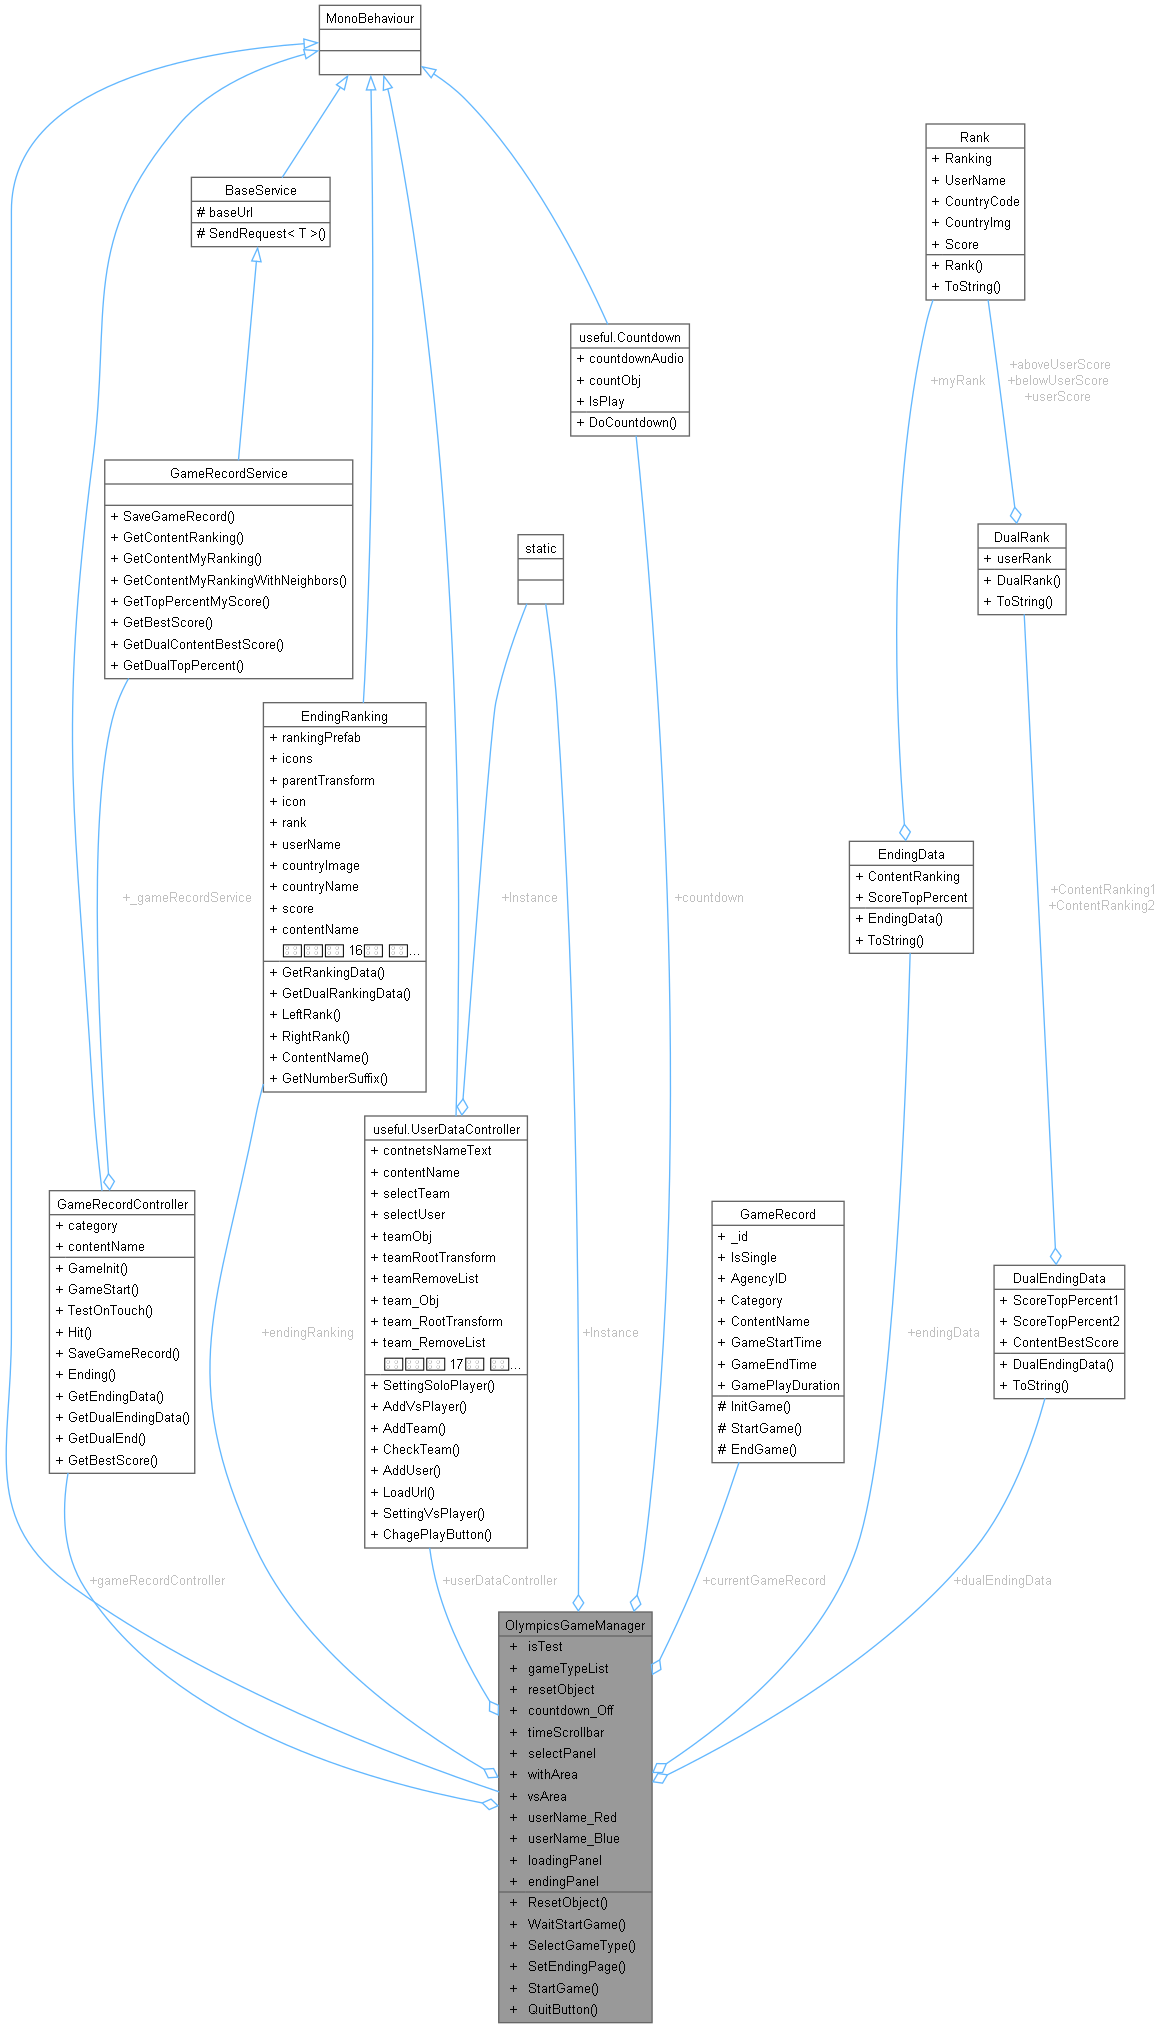 MonoBehaviour
BaseService
# baseUrl
# SendRequest< T >()
Rank
+ Ranking
+ UserName
+ CountryCode
+ CountryImg
+ Score
+ Rank()
+ ToString()
useful.Countdown
+ countdownAudio
+ countObj
+ IsPlay
+ DoCountdown()
+myRank
+aboveUserScore
+belowUserScore
+userScore
GameRecordService
+ SaveGameRecord()
+ GetContentRanking()
+ GetContentMyRanking()
+ GetContentMyRankingWithNeighbors()
+ GetTopPercentMyScore()
+ GetBestScore()
+ GetDualContentBestScore()
+ GetDualTopPercent()
static
DualRank
+ userRank
+ DualRank()
+ ToString()
EndingRanking
+ rankingPrefab
+ icons
+ parentTransform
+ icon
+ rank
+ userName
+ countryImage
+ countryName
+ score
+ contentName
16 ...
+ GetRankingData()
+ GetDualRankingData()
+ LeftRank()
+ RightRank()
+ ContentName()
+ GetNumberSuffix()
EndingData
+ ContentRanking
+ ScoreTopPercent
+ EndingData()
+ ToString()
+_gameRecordService
+Instance
+countdown
+ContentRanking1
+ContentRanking2
useful.UserDataController
+ contnetsNameText
+ contentName
+ selectTeam
+ selectUser
+ teamObj
+ teamRootTransform
+ teamRemoveList
+ team_Obj
+ team_RootTransform
+ team_RemoveList
17 ...
+ SettingSoloPlayer()
+ AddVsPlayer()
+ AddTeam()
+ CheckTeam()
+ AddUser()
+ LoadUrl()
+ SettingVsPlayer()
+ ChagePlayButton()
GameRecordController
+ category
+ contentName
+ GameInit()
+ GameStart()
+ TestOnTouch()
+ Hit()
+ SaveGameRecord()
+ Ending()
+ GetEndingData()
+ GetDualEndingData()
+ GetDualEnd()
+ GetBestScore()
GameRecord
+ _id
+ IsSingle
+ AgencyID
+ Category
+ ContentName
+ GameStartTime
+ GameEndTime
+ GamePlayDuration
# InitGame()
# StartGame()
# EndGame()
DualEndingData
+ ScoreTopPercent1
+ ScoreTopPercent2
+ ContentBestScore
+ DualEndingData()
+ ToString()
+endingRanking
+Instance
+endingData
+gameRecordController
+userDataController
+currentGameRecord
+dualEndingData
OlympicsGameManager
+ isTest
+ gameTypeList
+ resetObject
+ countdown_Off
+ timeScrollbar
+ selectPanel
+ withArea
+ vsArea
+ userName_Red
+ userName_Blue
+ loadingPanel
+ endingPanel
+ ResetObject()
+ WaitStartGame()
+ SelectGameType()
+ SetEndingPage()
+ StartGame()
+ QuitButton()